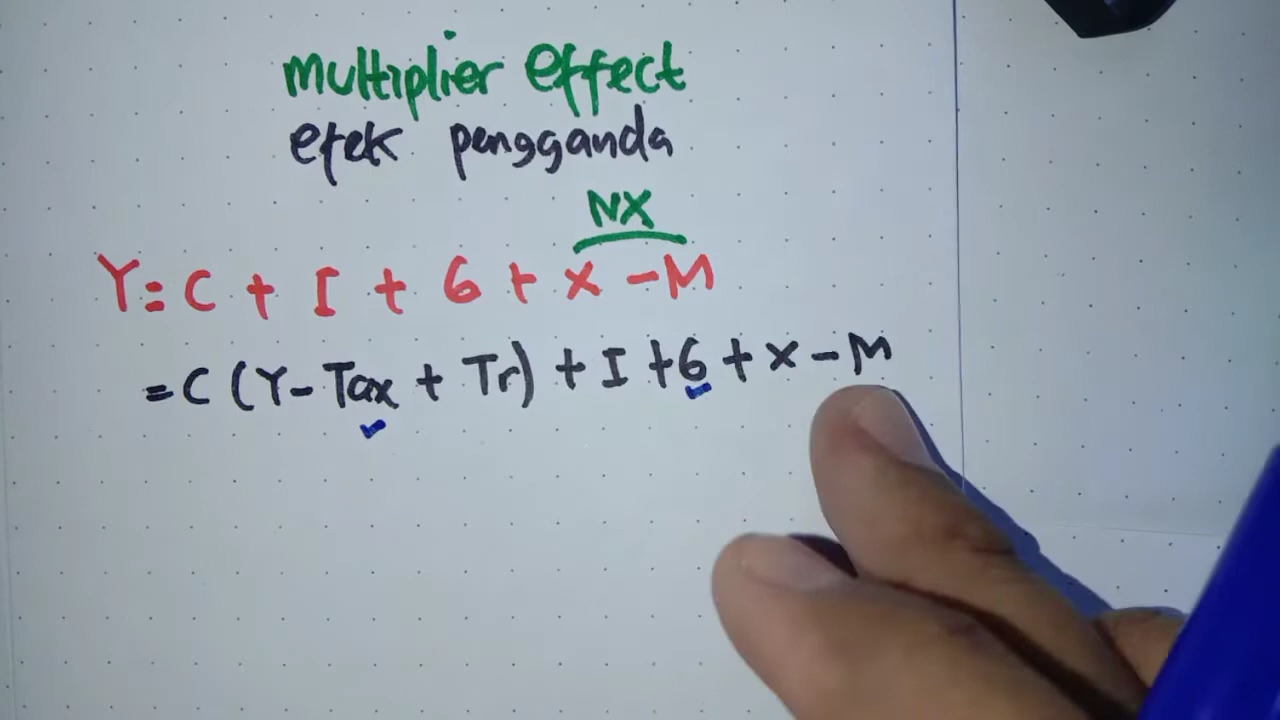 multiplier effect
efek pengganda
NX
Y = C + I + G + X - M
= C (Y - Tax + Tr) + I + G + X - M